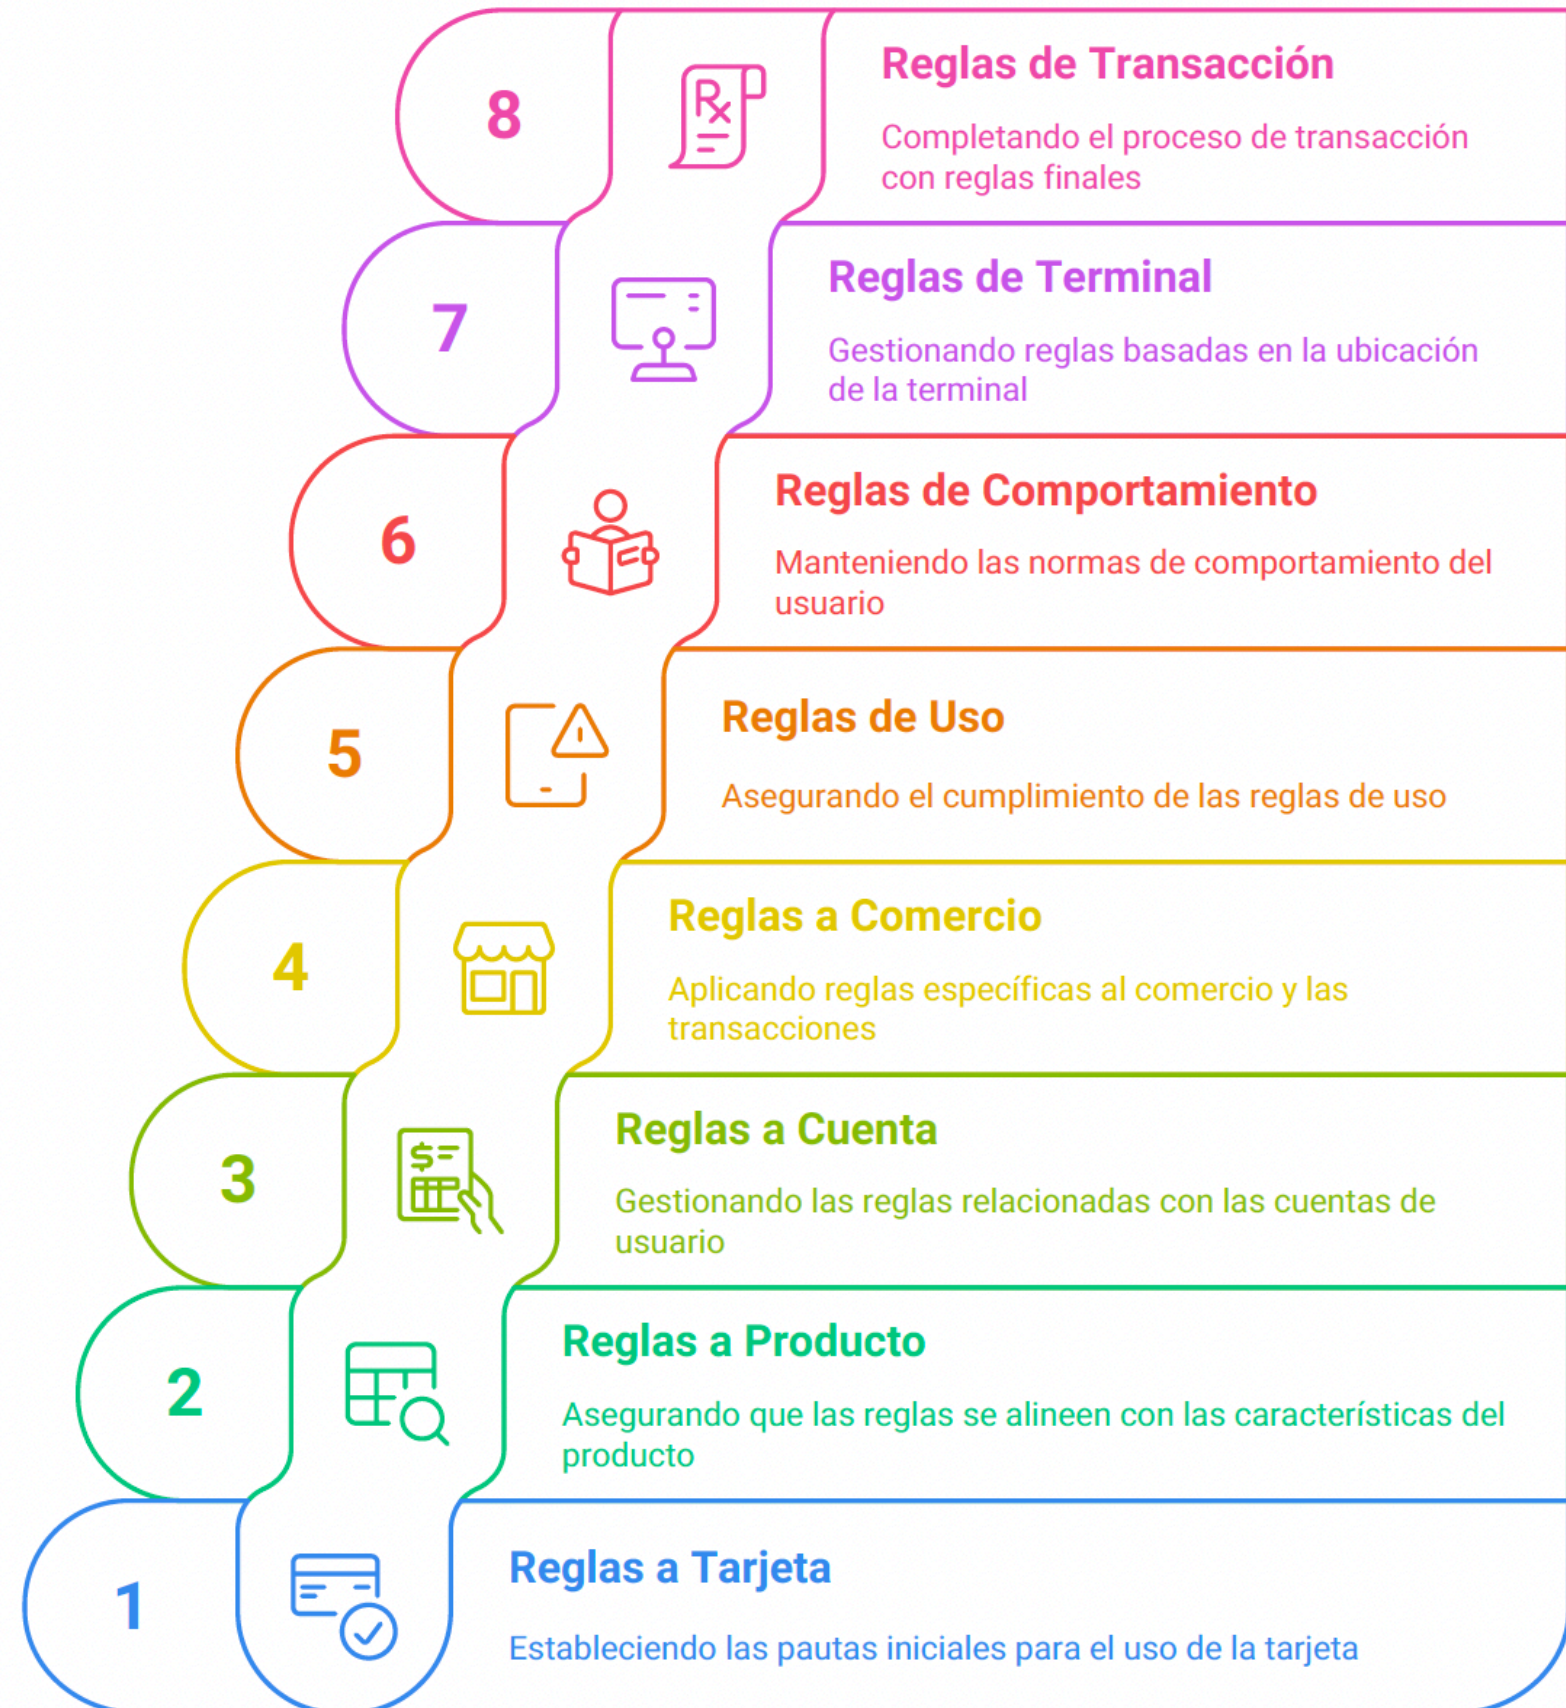 8
Reglas de Transacción
Completando el proceso de transacción
con reglas finales
7
Reglas de Terminal
Gestionando reglas basadas en la ubicación
de la terminal
6
Reglas de Comportamiento
Manteniendo las normas de comportamiento del
usuario
5
Reglas de Uso
Asegurando el cumplimiento de las reglas de uso
4
Reglas a Comercio
Aplicando reglas específicas al comercio y las
transacciones
3
Reglas a Cuenta
Gestionando las reglas relacionadas con las cuentas de
usuario
2
Reglas a Producto
Asegurando que las reglas se alineen con las características del
producto
1
Reglas a Tarjeta
Estableciendo las pautas iniciales para el uso de la tarjeta